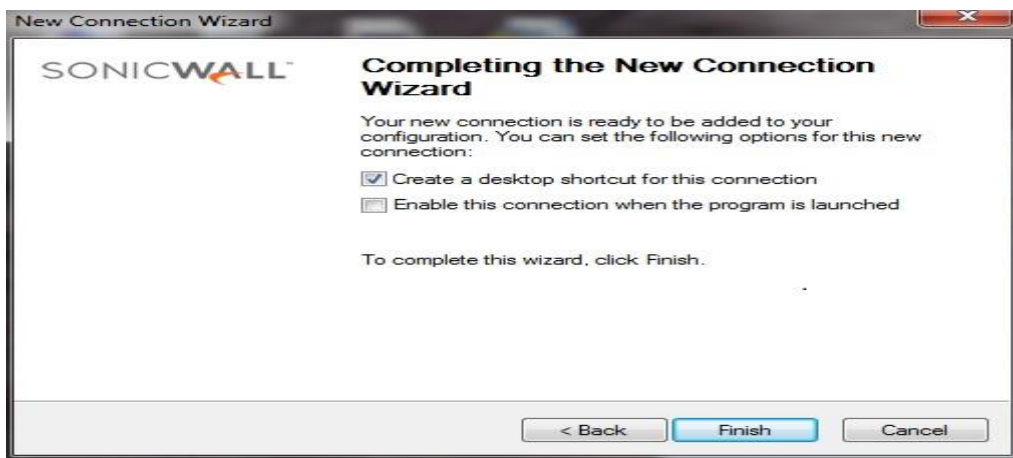 New Connection Wizard
SONICWALL™
Completing the New Connection
Wizard
Your new connection is ready to be added to your
configuration. You can set the following options for this new
connection:
Create a desktop shortcut for this connection
Enable this connection when the program is launched
To complete this wizard, click Finish.
< Back
Finish
Cancel